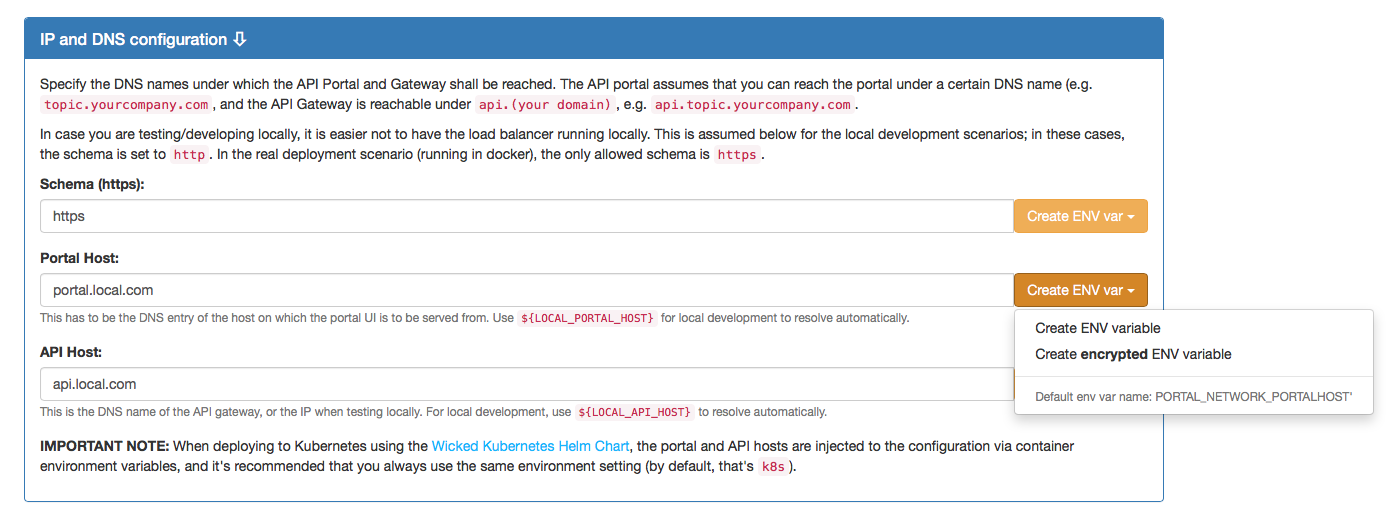 IP and DNS configuration ⇩
Specify the DNS names under which the API Portal and Gateway shall be reached. The API portal assumes that you can reach the portal under a certain DNS name (e.g.
topic.yourcompany.com , and the API Gateway is reachable under api.(your domain) , e.g. api.topic.yourcompany.com .
In case you are testing/developing locally, it is easier not to have the load balancer running locally. This is assumed below for the local development scenarios; in these cases,
the schema is set to http . In the real deployment scenario (running in docker), the only allowed schema is https .
Schema (https):
https
Create ENV var
Portal Host:
portal.local.com
Create ENV var
This has to be the DNS entry of the host on which the portal UI is to be served from. Use ${LOCAL_PORTAL_HOST} for local development to resolve automatically.
Create ENV variable
Create encrypted ENV variable
Default env var name: PORTAL_NETWORK_PORTALHOST'
API Host:
api.local.com
This is the DNS name of the API gateway, or the IP when testing locally. For local development, use ${LOCAL_API_HOST} to resolve automatically.
IMPORTANT NOTE: When deploying to Kubernetes using the Wicked Kubernetes Helm Chart, the portal and API hosts are injected to the configuration via container
environment variables, and it's recommended that you always use the same environment setting (by default, that's k8s ).